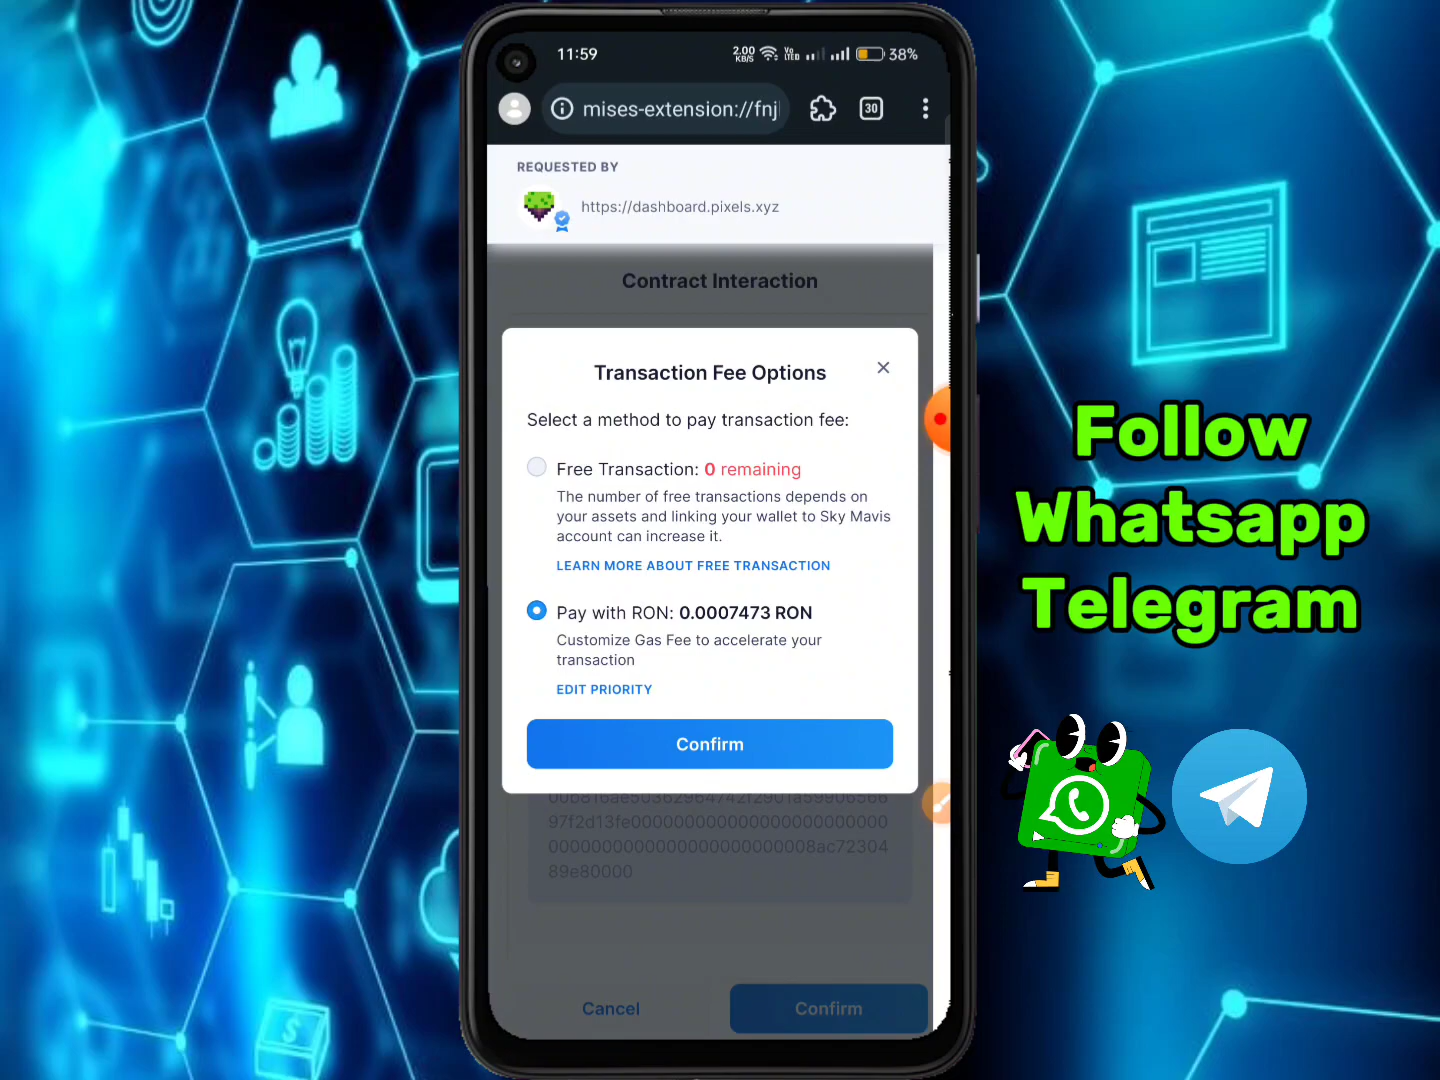 11:59
2.00 KB/S
Vo LTED
38%
mises-extension://fnj
30
REQUESTED BY
https://dashboard.pixels.xyz
Contract Interaction
Transaction Fee Options
Select a method to pay transaction fee:
Free Transaction: 0 remaining
The number of free transactions depends on
your assets and linking your wallet to Sky Mavis
account can increase it.
LEARN MORE ABOUT FREE TRANSACTION
Pay with RON: 0.0007473 RON
Customize Gas Fee to accelerate your
transaction
EDIT PRIORITY
Confirm
89e80000
Cancel
Confirm
Follow
Whatsapp
Telegram